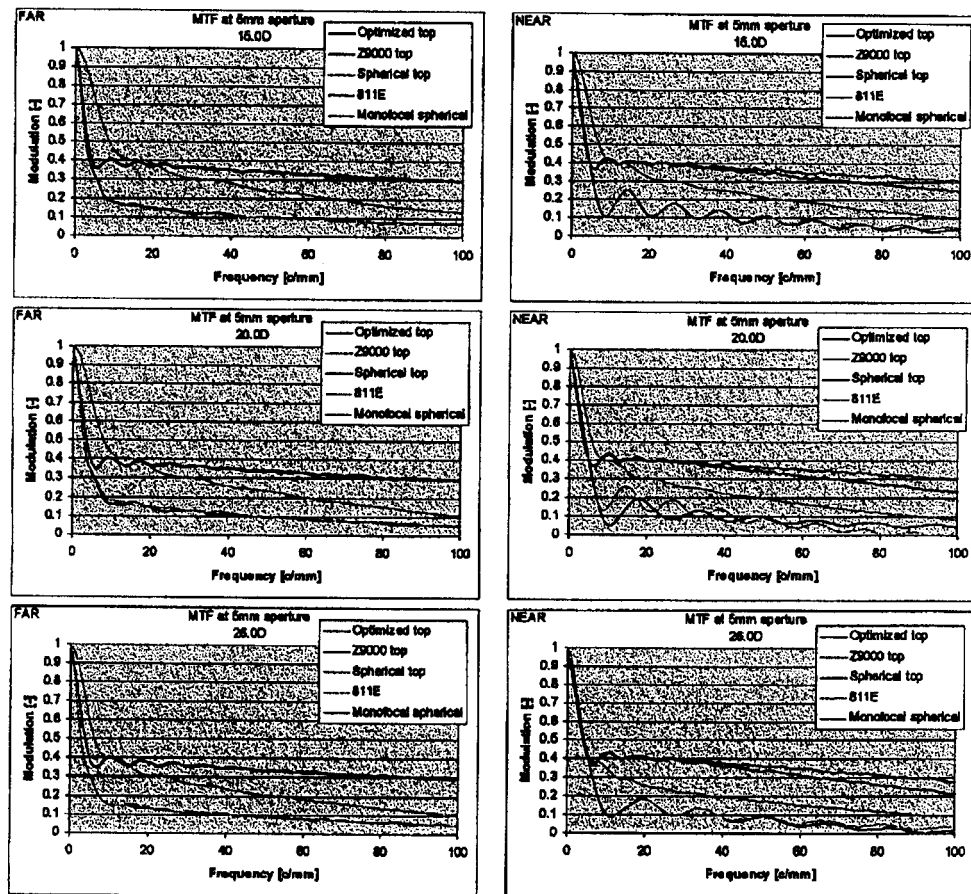 FAR
MTF at 5mm aperture
15.0D
Optimized top
Z9000 top
Spherical top
811E
Monofocal spherical
Modulation [-]
1
0.9
0.8
0.7
0.6
0.5
0.4
0.3
0.2
0.1
0
0 20 40 60 80 100
Frequency [c/mm]
NEAR
MTF at 5mm aperture
15.0D
Optimized top
Z9000 top
Spherical top
811E
Monofocal spherical
Modulation [-]
1
0.9
0.8
0.7
0.6
0.5
0.4
0.3
0.2
0.1
0
0 20 40 60 80 100
Frequency [c/mm]
FAR
MTF at 5mm aperture
20.0D
Optimized top
Z9000 top
Spherical top
811E
Monofocal spherical
Modulation [-]
1
0.9
0.8
0.7
0.6
0.5
0.4
0.3
0.2
0.1
0
0 20 40 60 80 100
Frequency [c/mm]
NEAR
MTF at 5mm aperture
20.0D
Optimized top
Z9000 top
Spherical top
811E
Monofocal spherical
Modulation [-]
1
0.9
0.8
0.7
0.6
0.5
0.4
0.3
0.2
0.1
0
0 20 40 60 80 100
Frequency [c/mm]
FAR
MTF at 5mm aperture
26.0D
Optimized top
Z9000 top
Spherical top
811E
Monofocal spherical
Modulation [-]
1
0.9
0.8
0.7
0.6
0.5
0.4
0.3
0.2
0.1
0
0 20 40 60 80 100
Frequency [c/mm]
NEAR
MTF at 5mm aperture
26.0D
Optimized top
Z9000 top
Spherical top
811E
Monofocal spherical
Modulation [-]
1
0.9
0.8
0.7
0.6
0.5
0.4
0.3
0.2
0.1
0
0 20 40 60 80 100
Frequency [c/mm]